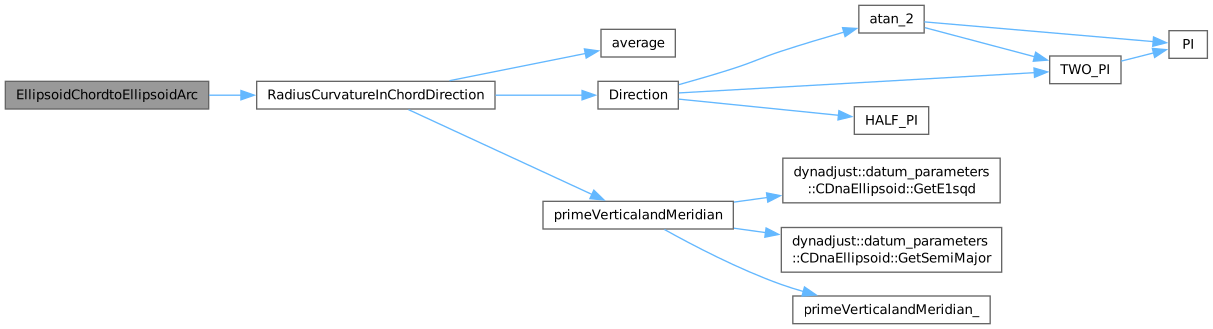 EllipsoidChordtoEllipsoidArc
RadiusCurvatureInChordDirection
average
Direction
atan_2
PI
TWO_PI
HALF_PI
primeVerticalandMeridian
dynadjust::datum_parameters
::CDnaEllipsoid::GetE1sqd
dynadjust::datum_parameters
::CDnaEllipsoid::GetSemiMajor
primeVerticalandMeridian_